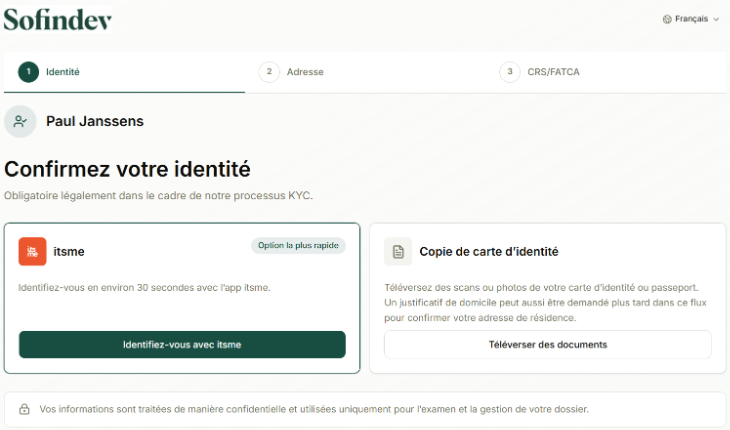 Sofindev
Français
1 Identité
2 Adresse
3 CRS/FATCA
Paul Janssens
Confirmez votre identité
Obligatoire légalement dans le cadre de notre processus KYC.
itsme
itsme
Option la plus rapide
Identifiez-vous en environ 30 secondes avec l'app itsme.
Identifiez-vous avec itsme
Copie de carte d'identité
Téléversez des scans ou photos de votre carte d'identité ou passeport.
Un justificatif de domicile peut aussi être demandé plus tard dans ce flux
pour confirmer votre adresse de résidence.
Téléverser des documents
Vos informations sont traitées de manière confidentielle et utilisées uniquement pour l'examen et la gestion de votre dossier.